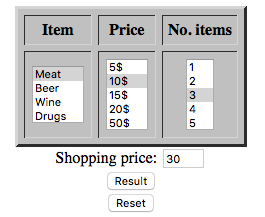 Item Price No. items
Meat 5$ 1
Beer 10$ 2
Wine 15$ 3
Drugs 20$ 4
50$ 5
Shopping price: 30
Result
Reset